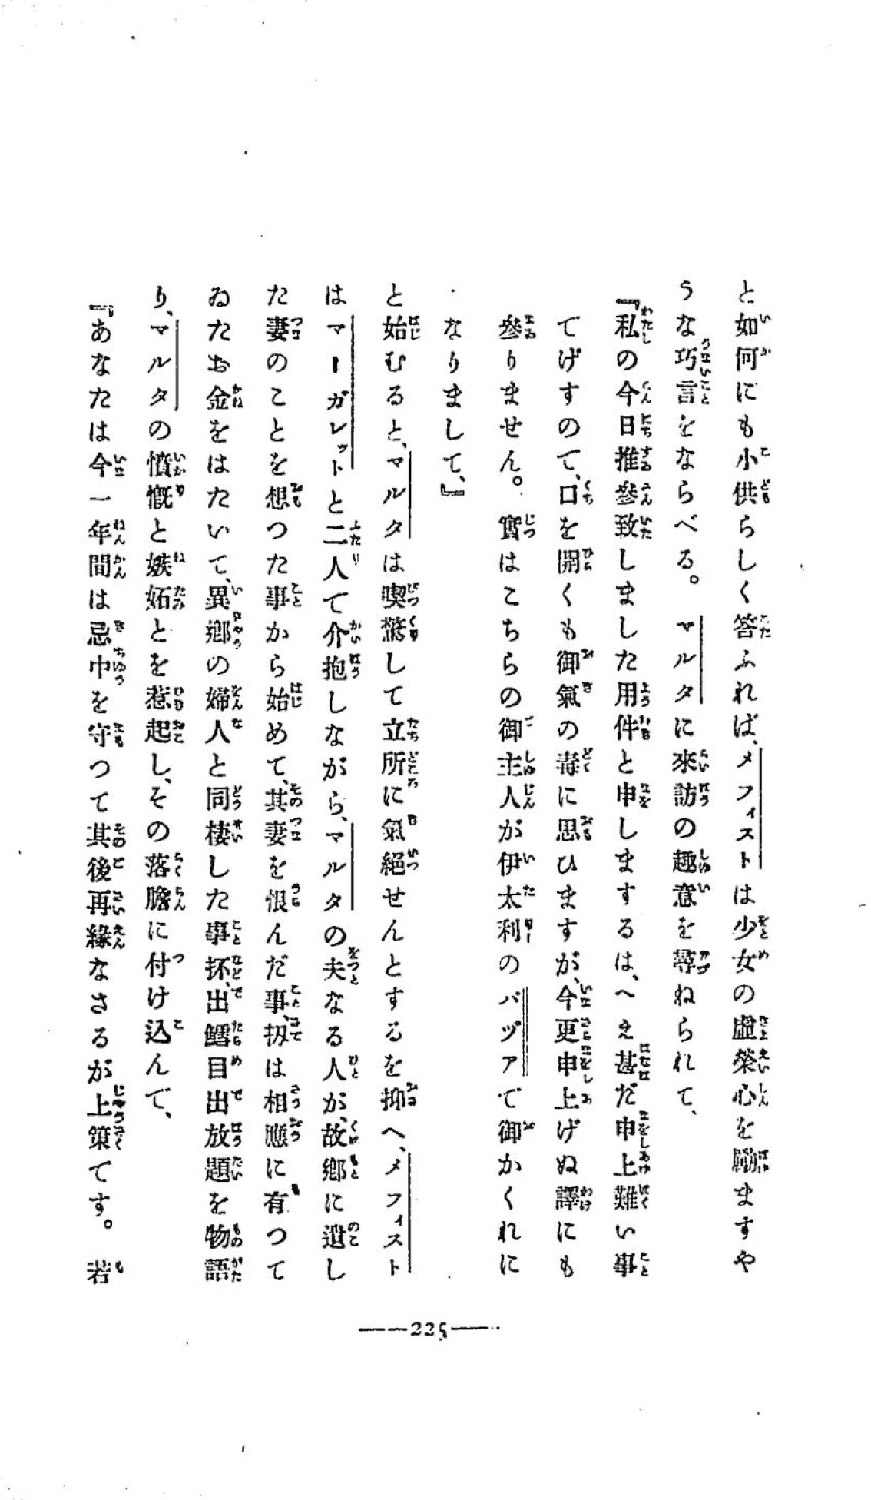 と如何にも小供らしく答ふれば、メフィストは少女の虛榮心を勵ますや
うな巧言をならべる。マルタに來訪の趣意を尋ねられて、
『私の今日推參致しました用件と申しまするは、へえ甚だ申上難い事
てげすので、口を開くも御氣の毒に思ひますが、今更申上げぬ譯にも
參りません。實はこちらの御主人が伊太利のパヅアで御かくれに
なりまして、』
と始むると、マルタは喫驚して立所に氣絕せんとするを抑へ、メフィスト
はマーガレットと二人て介抱しながら、マルタの夫なる人が、故鄕に遺し
た妻のことを想つた事から始めて、其妻を恨んだ事、扨は相應に有つて
ゐたお金をはたいて、異鄕の婦人と同棲した事抔、出鱈目出放題を物語
り、マルタの憤慨と嫉妬とを惹起し、その落膽に付け込んて、
『あなたは今一年間は忌中を守つて其後再緣なさるが上策てす。若
225